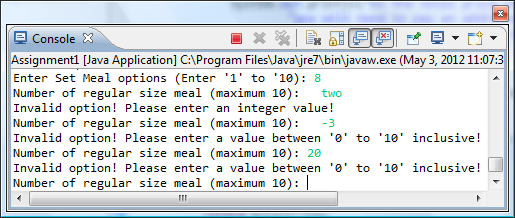 Console
Assignment1 [Java Application] C:\Program Files\Java\jre7\bin\javaw.exe (May 3, 2012 11:07:3
Enter Set Meal options (Enter '1' to '10): 8
Number of regular size meal (maximum 10): two
Invalid option! Please enter an integer value!
Number of regular size meal (maximum 10): -3
Invalid option! Please enter a value between '0' to '10' inclusive!
Number of regular size meal (maximum 10): 20
Invalid option! Please enter a value between '0' to '10' inclusive!
Number of regular size meal (maximum 10):